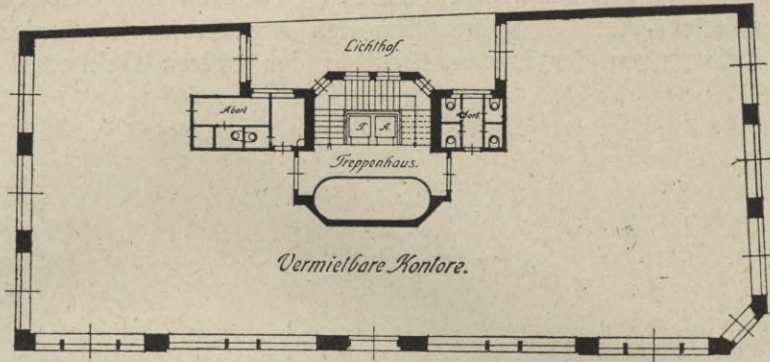 Lichthof.
Abort
Abort
P. A.
Treppenhaus.
Vermietbare Kontore.